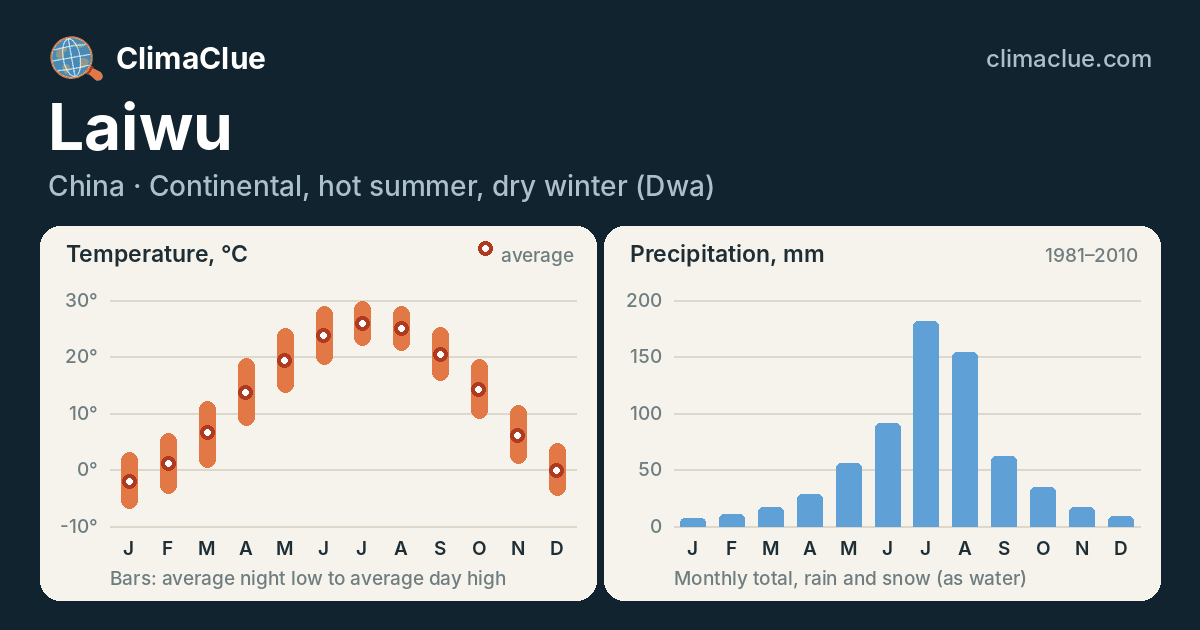 ClimaClue
climaclue.com
Laiwu
China · Continental, hot summer, dry winter (Dwa)
Temperature, °C
average
30°
20°
10°
0°
-10°
J F M A M J J A S O N D
Bars: average night low to average day high
Precipitation, mm
1981–2010
200
150
100
50
0
J F M A M J J A S O N D
Monthly total, rain and snow (as water)